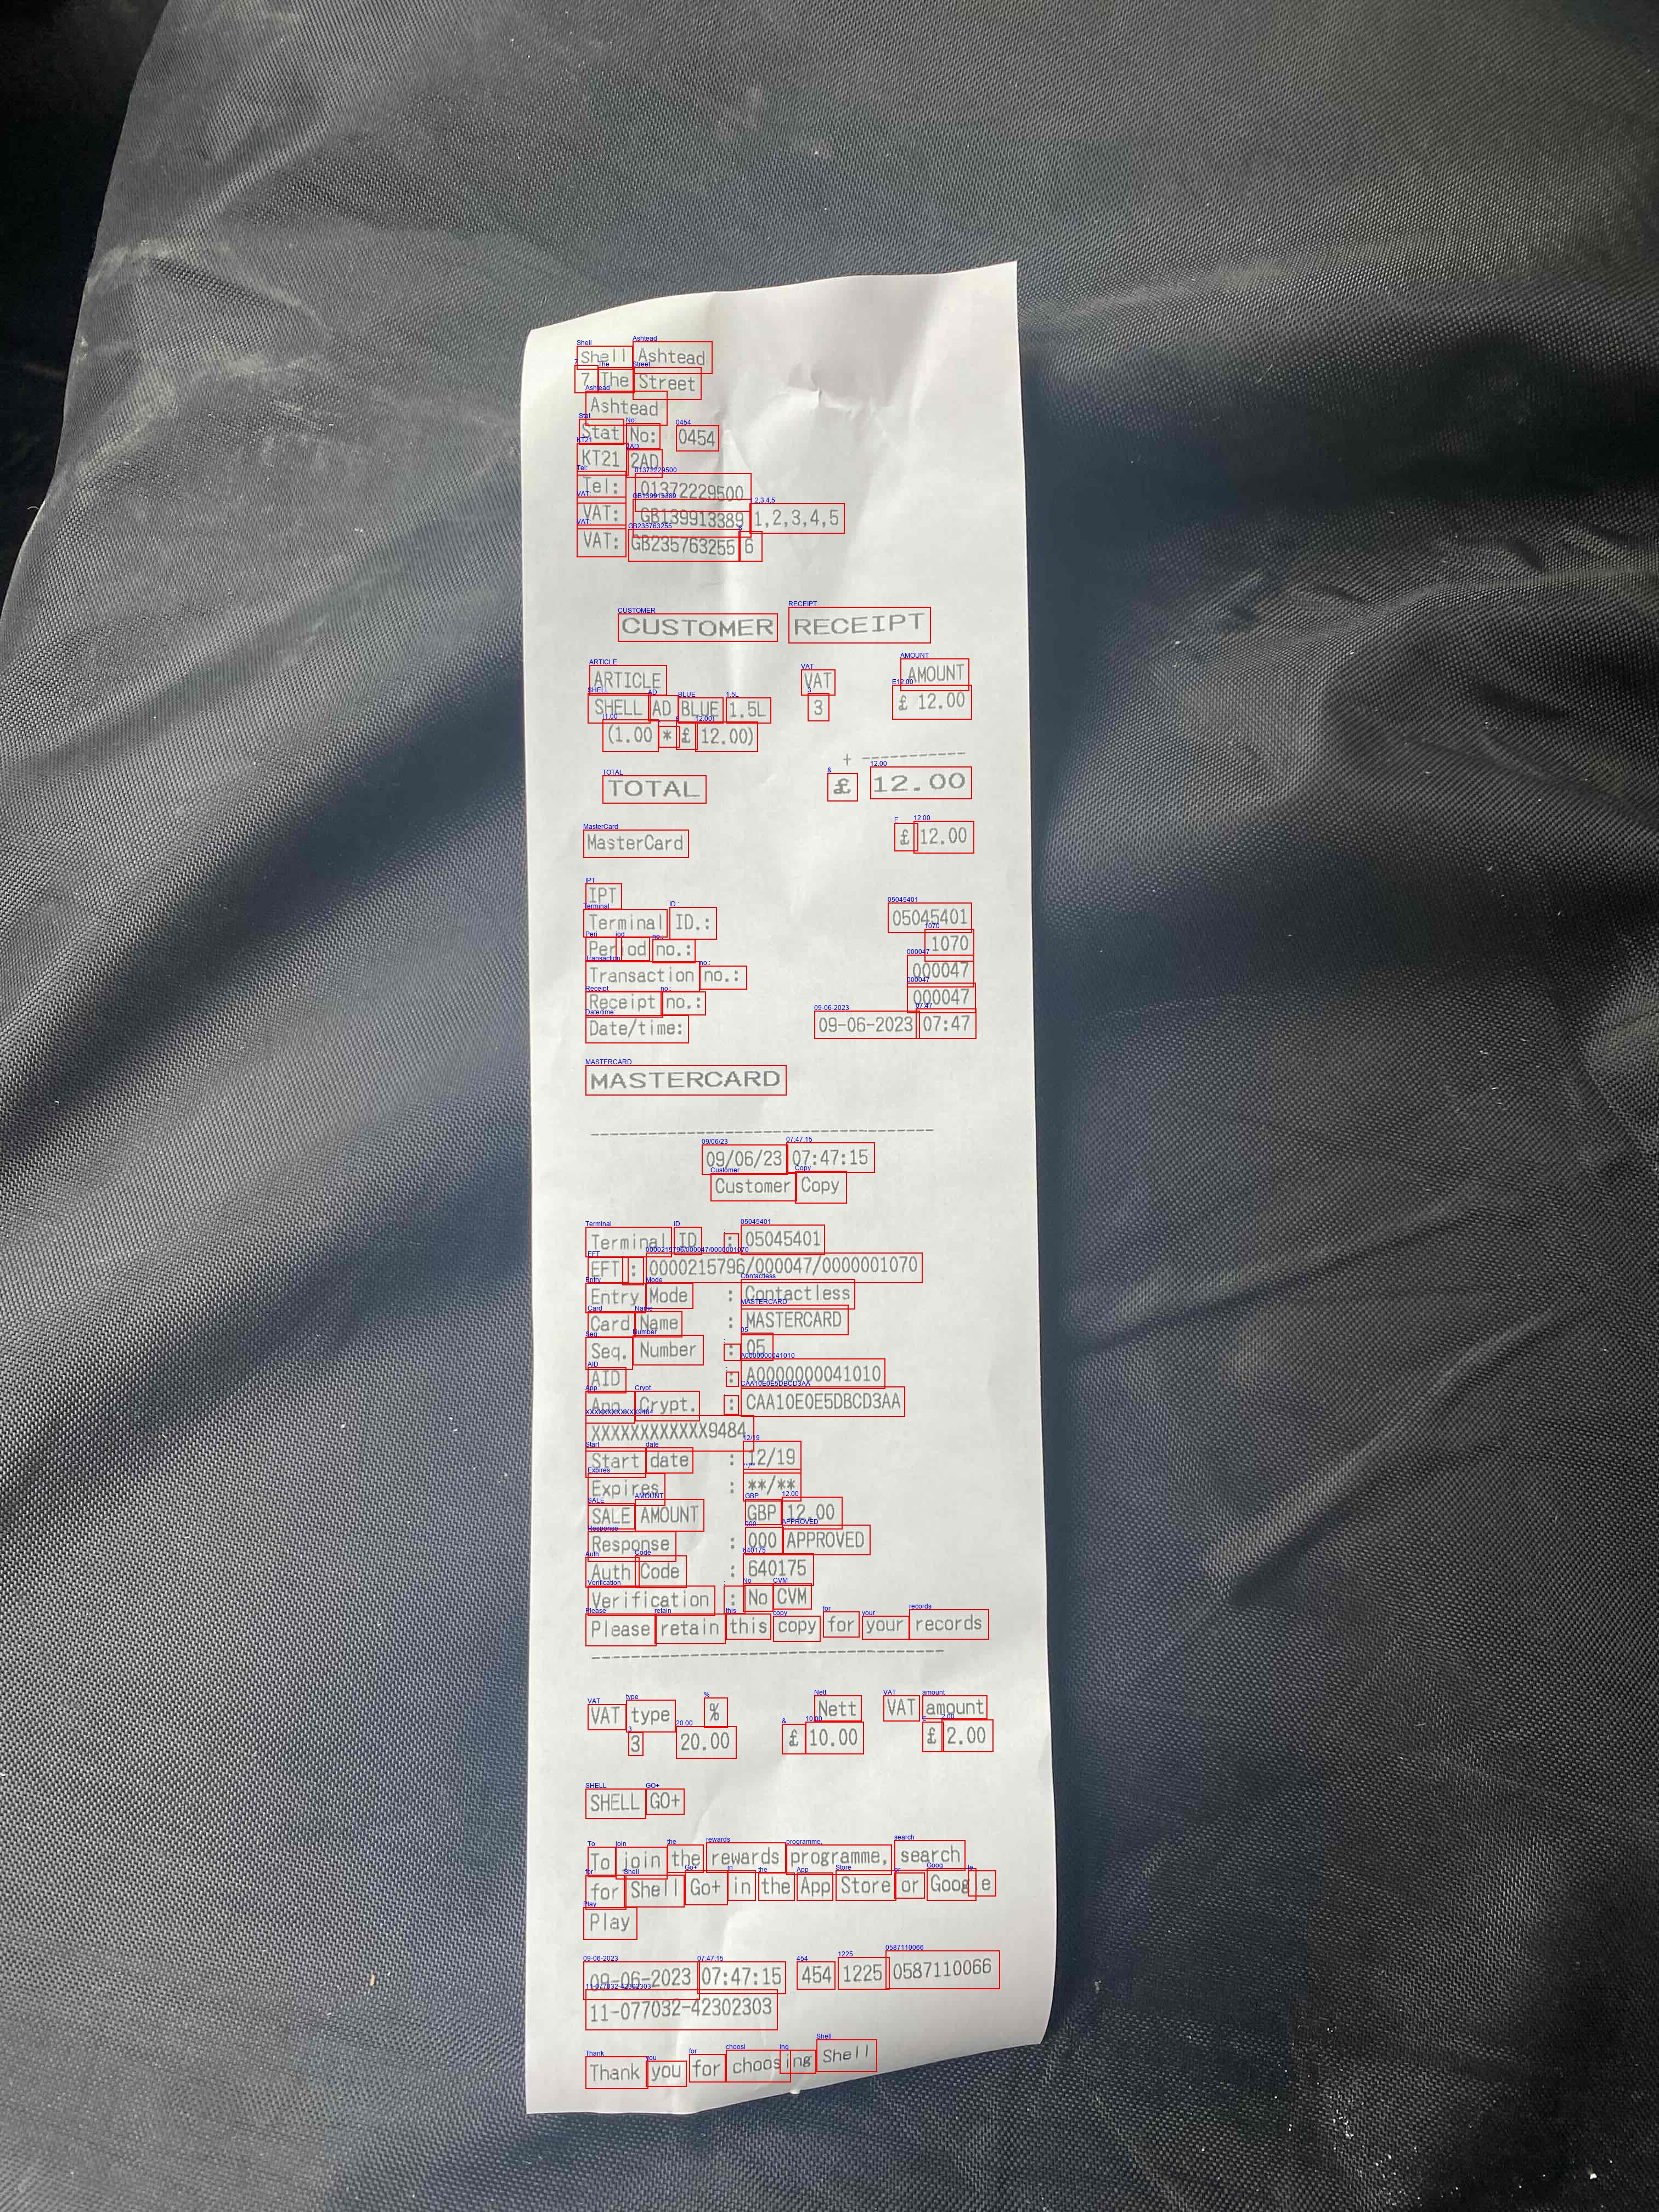 Shell Ashtead
7 The Street
Ashtead
Stat No: 0454
KT21 2AD
Tel: 01372229500
VAT: GB139913389 1,2,3,4,5
VAT: GB235763255 6
CUSTOMER RECEIPT
ARTICLE VAT AMOUNT
SHELL AD BLUE 1.5L 3 £ 12.00
(1.00 * £ 12.00)
+ -----------
TOTAL £ 12.00
MasterCard £ 12.00
IPT
Terminal ID.: 05045401
Period no.: 1070
Transaction no.: 000047
Receipt no.: 000047
Date/time: 09-06-2023 07:47
MASTERCARD
09/06/23 07:47:15
Customer Copy
Terminal ID : 05045401
EFT : 0000215796/000047/0000001070
Entry Mode : Contactless
Card Name : MASTERCARD
Seq. Number : 05
AID : A0000000041010
App. Crypt. : CAA10E0E5DBCD3AA
XXXXXXXXXXXX9484
Start date : 12/19
Expires : **/**
SALE AMOUNT GBP 12.00
Response : 000 APPROVED
Auth Code : 640175
Verification : No CVM
Please retain this copy for your records
VAT type % Nett VAT amount
3 20.00 £ 10.00 £ 2.00
SHELL GO+
To join the rewards programme, search
for Shell Go+ in the App Store or Google
Play
09-06-2023 07:47:15 454 1225 0587110066
11-077032-42302303
Thank you for choosing Shell